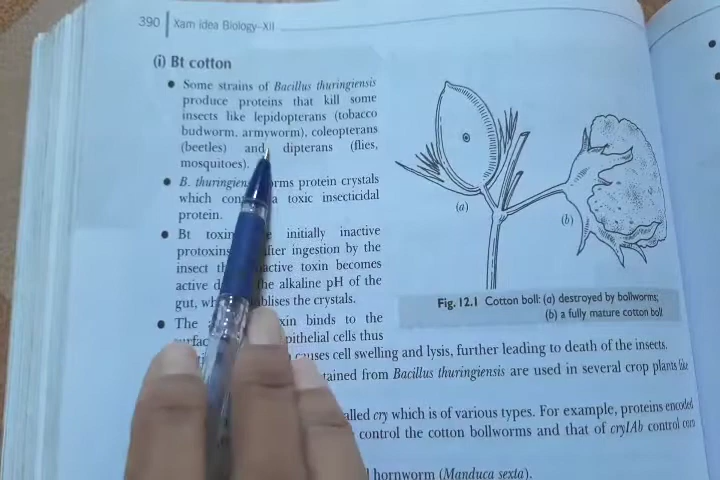 390 Xam idea Biology–XII
(i) Bt cotton
• Some strains of Bacillus thuringiensis
produce proteins that kill some
insects like lepidopterans (tobacco
budworm, armyworm), coleopterans
(beetles) and dipterans (flies,
mosquitoes).
• B. thuringien orms protein crystals
which con a toxic insecticidal
protein.
• Bt toxin initially inactive
protoxins fter ingestion by the
insect th active toxin becomes
active d he alkaline pH of the
gut, wh blises the crystals.
• The xin binds to the
surfac pithelial cells thus
causes cell swelling and lysis, further leading to death of the insects.
tained from Bacillus thuringiensis are used in several crop plants like
alled cry which is of various types. For example, proteins encoded
control the cotton bollworms and that of cryIAb control corn
hornworm (Manduca sexta).
(a)
(b)
Fig. 12.1 Cotton boll: (a) destroyed by bollworms;
(b) a fully mature cotton boll